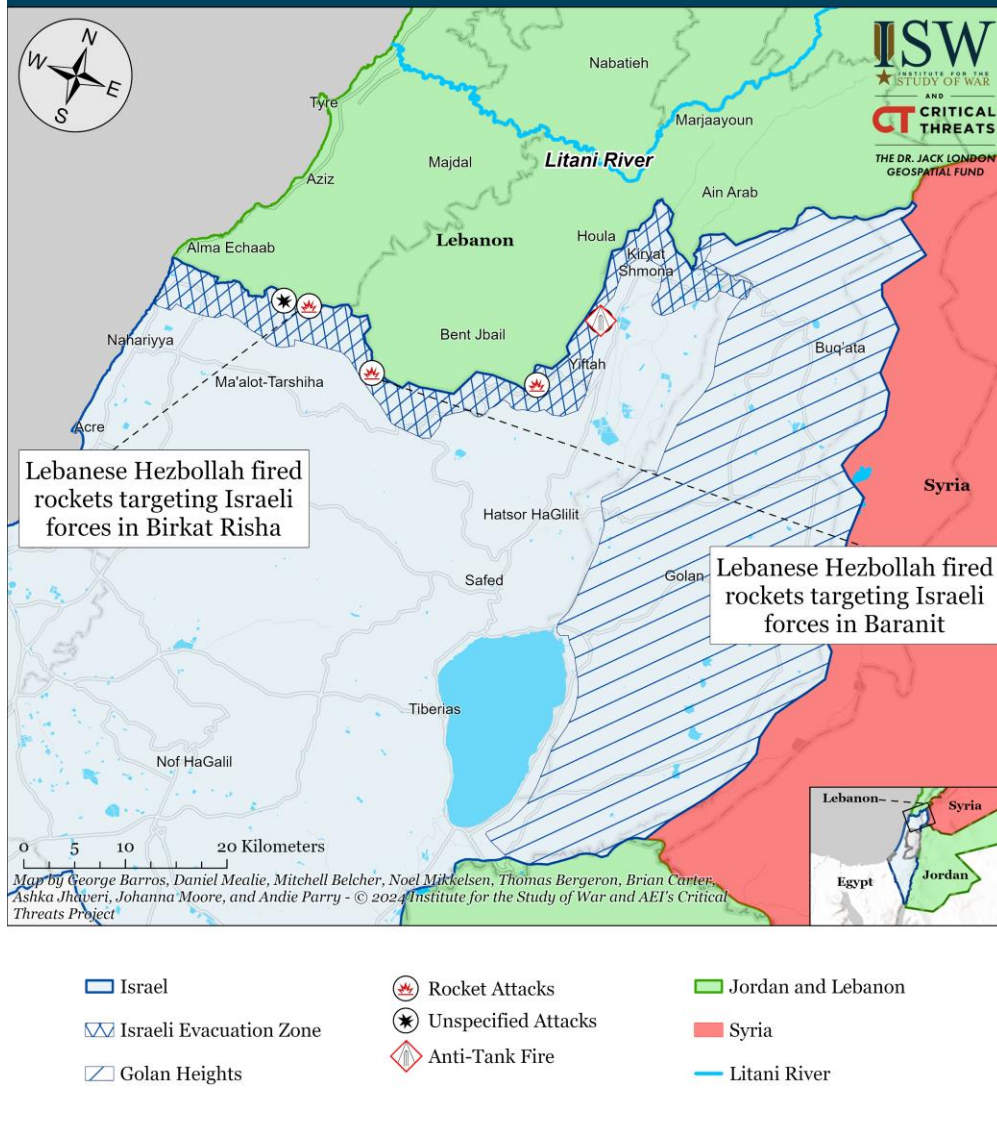 N
W
E
S
ISW
INSTITUTE FOR THE
STUDY OF WAR
AND
CT CRITICAL
THREATS
THE DR. JACK LONDON
GEOSPATIAL FUND
Nabatieh
Tyre
Marjaayoun
Majdal
Litani River
Aziz
Ain Arab
Alma Echaab
Lebanon
Houla
Kiryat
Shmona
Nahariyya
Bent Jbail
Buq'ata
Yiftah
Ma'alot-Tarshiha
Acre
Lebanese Hezbollah fired
rockets targeting Israeli
forces in Birkat Risha
Syria
Hatsor HaGlilit
Safed
Golan
Lebanese Hezbollah fired
rockets targeting Israeli
forces in Baranit
Tiberias
Nof HaGalil
Lebanon
Syria
Egypt
Jordan
0 5 10 20 Kilometers
Map by George Barros, Daniel Mealie, Mitchell Belcher, Noel Mikkelsen, Thomas Bergeron, Brian Carter,
Ashka Jhaveri, Johanna Moore, and Andie Parry - © 2024 Institute for the Study of War and AEI's Critical
Threats Project
Israel
Israeli Evacuation Zone
Golan Heights
Rocket Attacks
Unspecified Attacks
Anti-Tank Fire
Jordan and Lebanon
Syria
Litani River